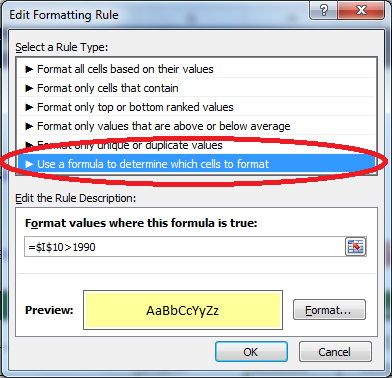 Edit Formatting Rule
Select a Rule Type:
► Format all cells based on their values
► Format only cells that contain
► Format only top or bottom ranked values
► Format only values that are above or below average
► Format only unique or duplicate values
► Use a formula to determine which cells to format
Edit the Rule Description:
Format values where this formula is true:
=$I$10>1990
Preview: AaBbCcYyZz Format...
OK Cancel